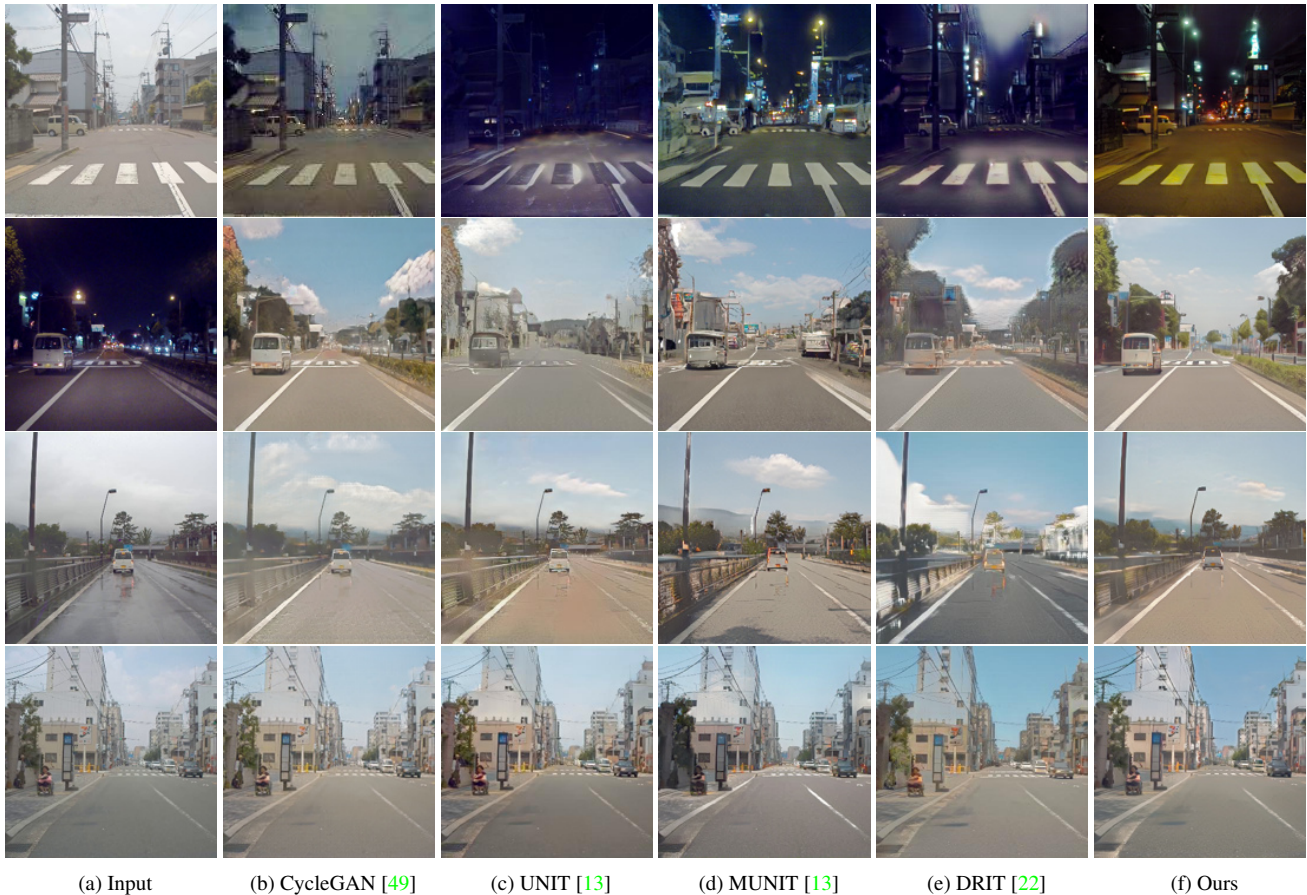 (a) Input
(b) CycleGAN [49]
(c) UNIT [13]
(d) MUNIT [13]
(e) DRIT [22]
(f) Ours